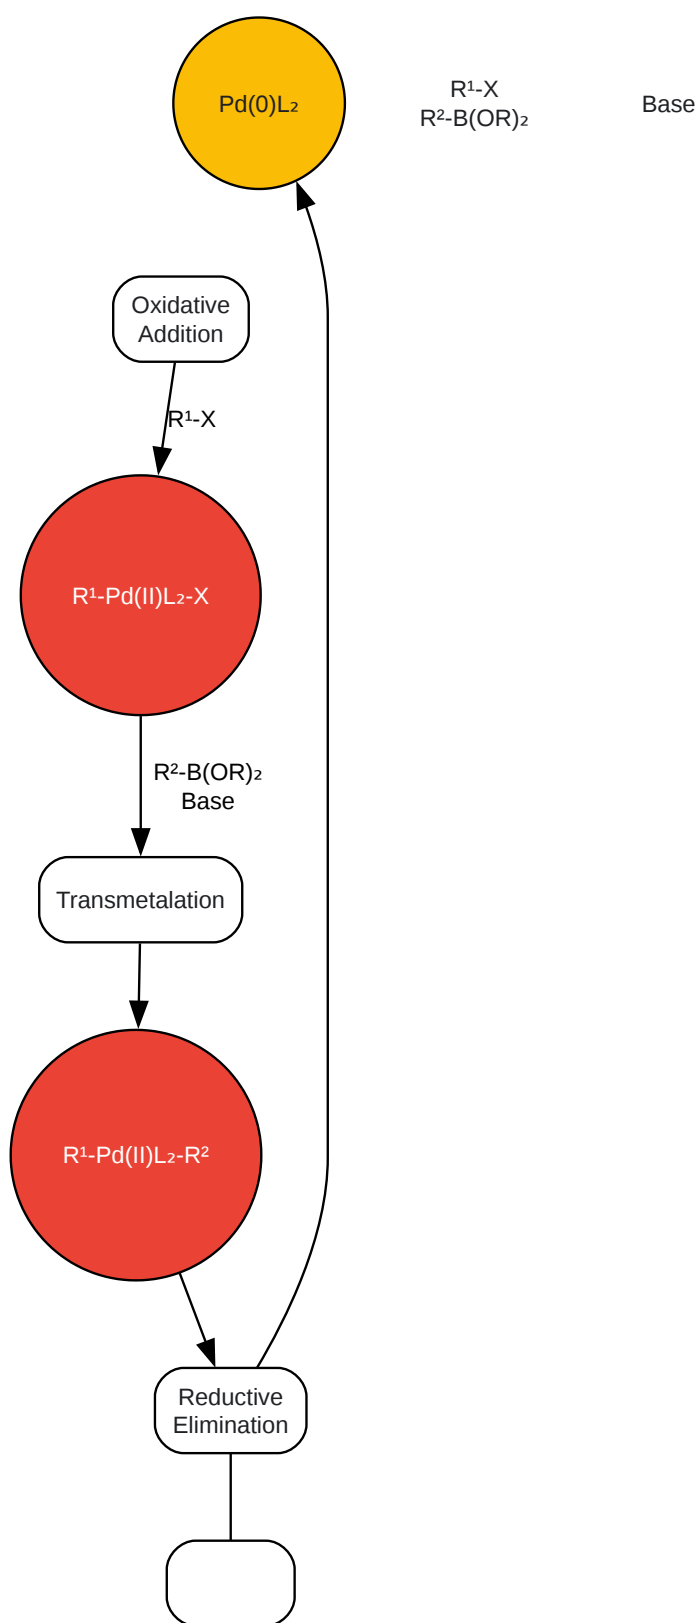 Pd(0)L₂
R¹-X
R²-B(OR)₂
Base
Oxidative
Addition
R¹-X
R¹-Pd(II)L₂-X
R²-B(OR)₂
Base
Transmetalation
R¹-Pd(II)L₂-R²
Reductive
Elimination